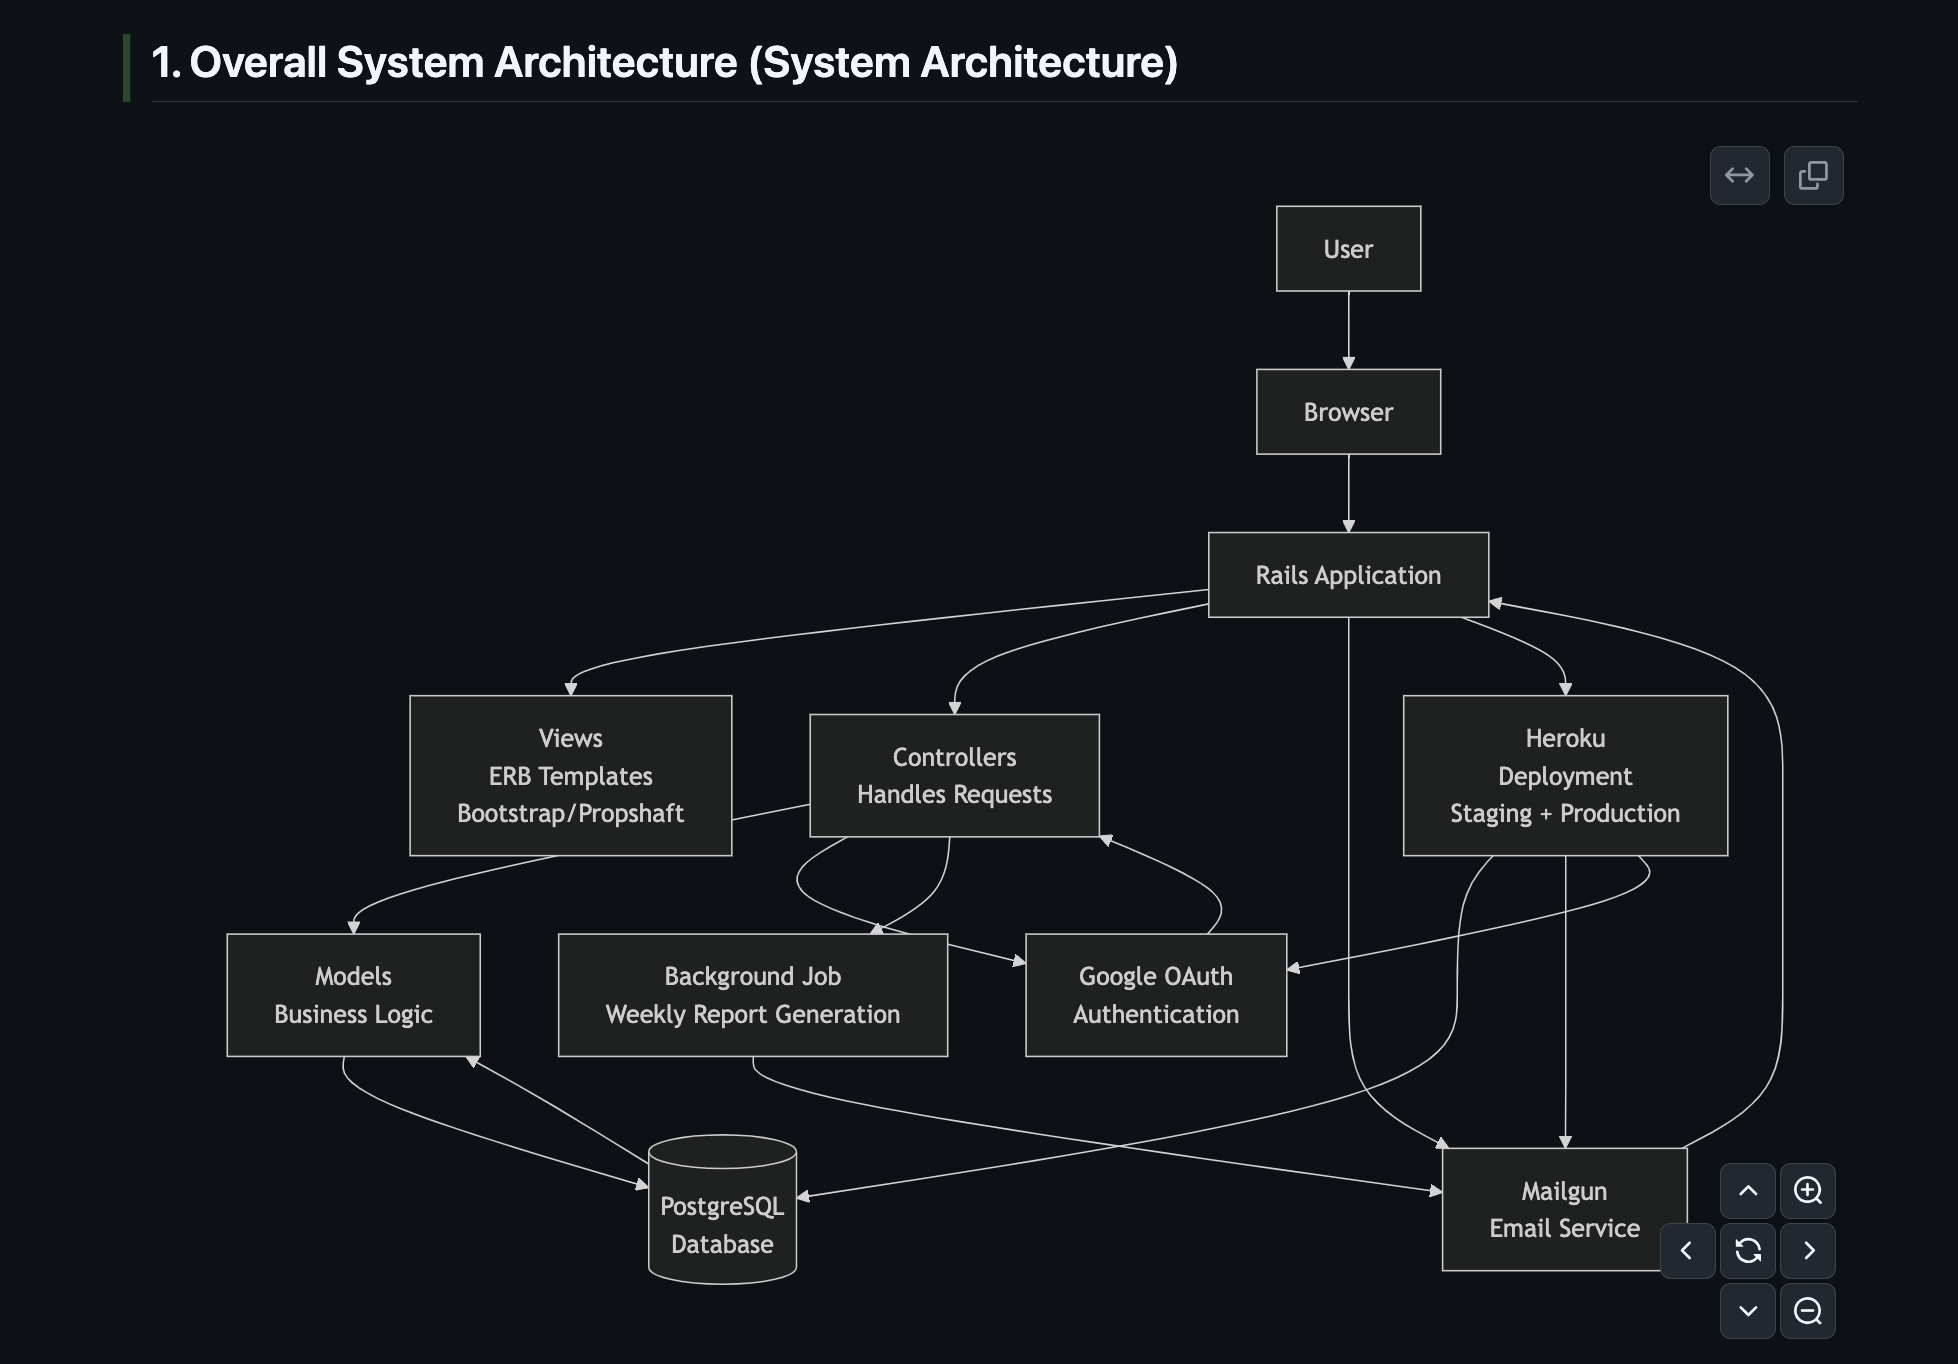 1. Overall System Architecture (System Architecture)
User
Browser
Rails Application
Views
ERB Templates
Bootstrap/Propshaft
Controllers
Handles Requests
Heroku
Deployment
Staging + Production
Models
Business Logic
Background Job
Weekly Report Generation
Google OAuth
Authentication
PostgreSQL
Database
Mailgun
Email Service